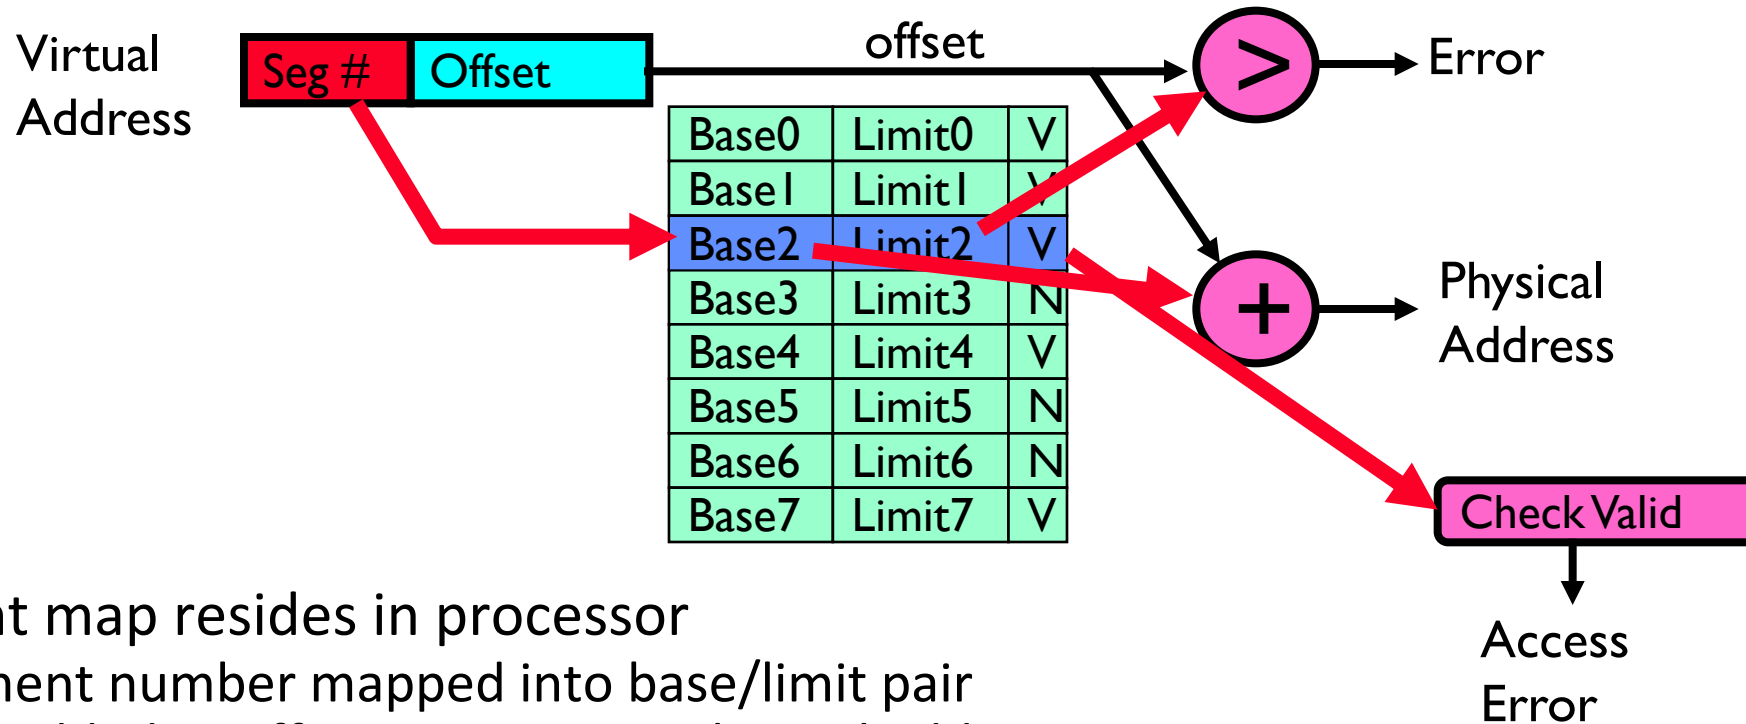 Virtual
Address
Seg # Offset
offset
>
Error
Base0 Limit0 V
Base1 Limit1 V
Base2 Limit2 V
Base3 Limit3 N
Base4 Limit4 V
Base5 Limit5 N
Base6 Limit6 N
Base7 Limit7 V
+
Physical
Address
Check Valid
Access
Error
map resides in processor
number mapped into base/limit pair